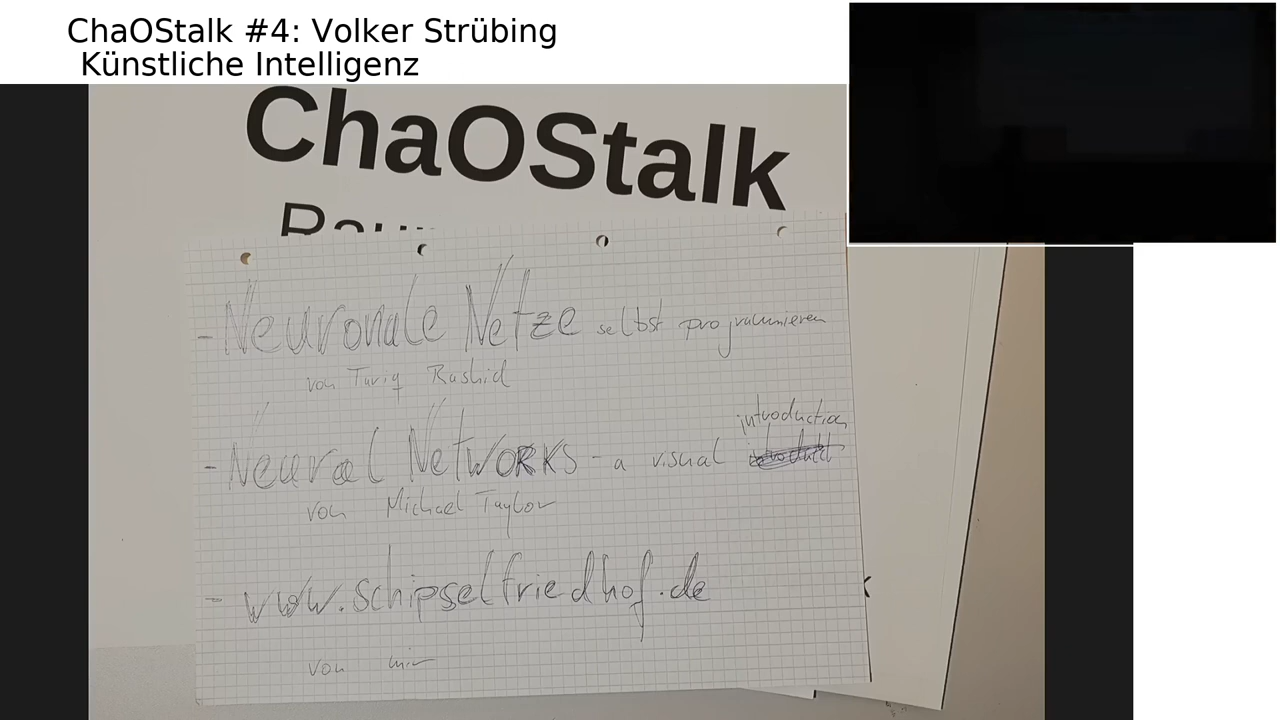 ChaOStalk #4: Volker Strübing
Künstliche Intelligenz
ChaOStalk
- Neuronale Netze selbst programmieren
von Tariq Rashid
- Neural Networks - a visual introduction
von Michael Taylor
- www.schipselfriedhof.de
von mir